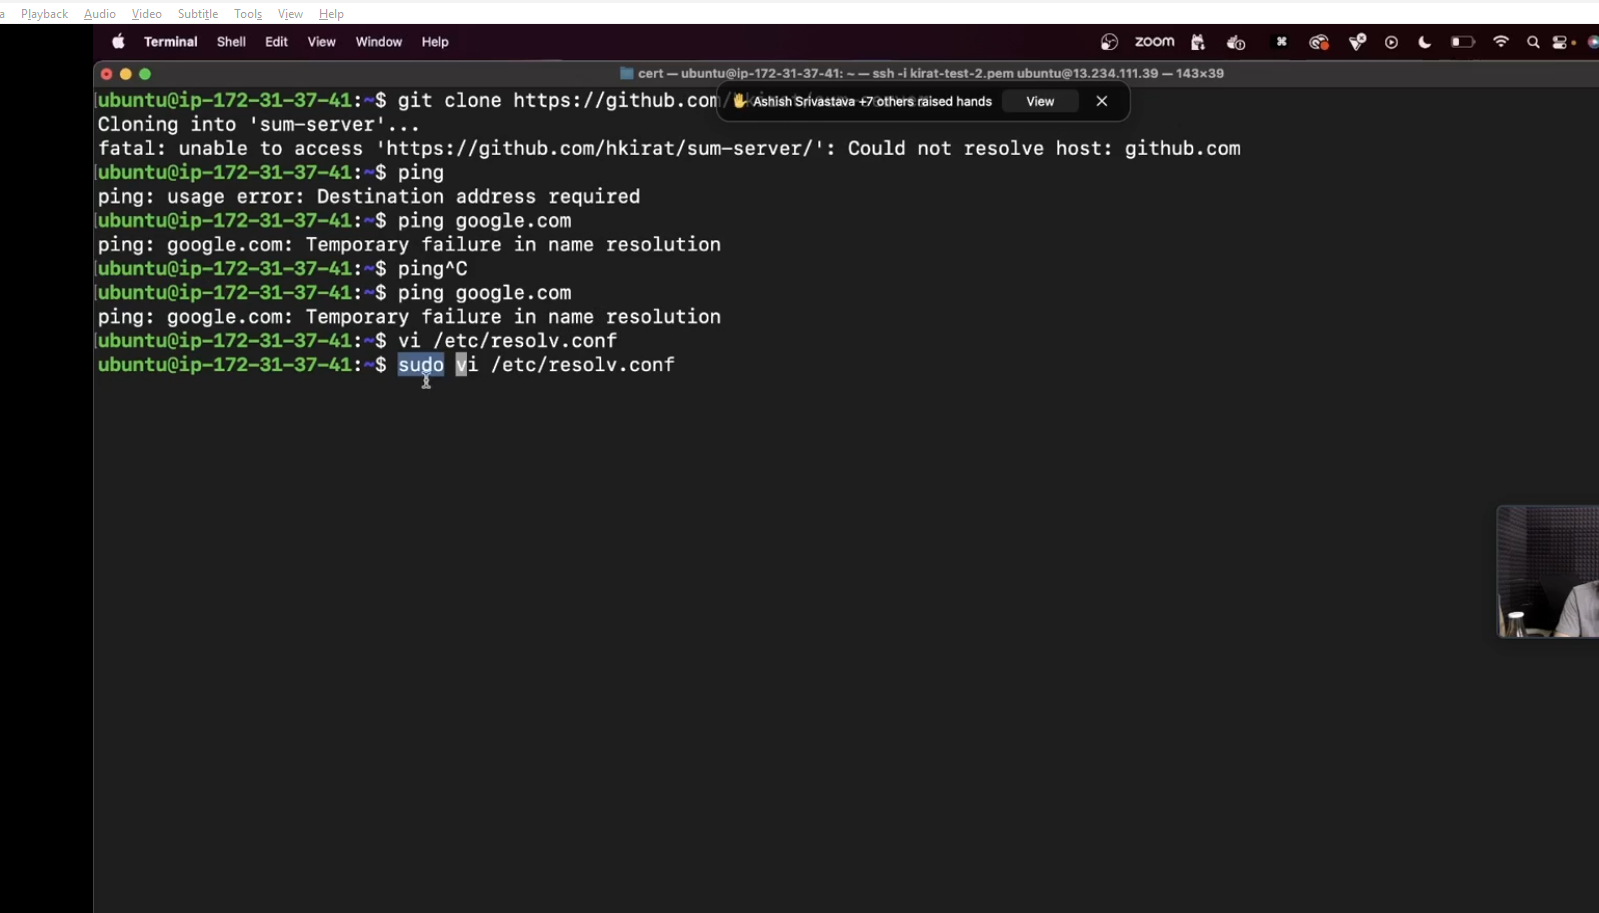 a Playback Audio Video Subtitle Tools View Help
Terminal Shell Edit View Window Help zoom
cert — ubuntu@ip-172-31-37-41: ~ — ssh -i kirat-test-2.pem ubuntu@13.234.111.39 — 143×39
ubuntu@ip-172-31-37-41:~$ git clone https://github.com/hkirat/sum-server
Ashish Srivastava +7 others raised hands View
Cloning into 'sum-server'...
fatal: unable to access 'https://github.com/hkirat/sum-server/': Could not resolve host: github.com
ubuntu@ip-172-31-37-41:~$ ping
ping: usage error: Destination address required
ubuntu@ip-172-31-37-41:~$ ping google.com
ping: google.com: Temporary failure in name resolution
ubuntu@ip-172-31-37-41:~$ ping^C
ubuntu@ip-172-31-37-41:~$ ping google.com
ping: google.com: Temporary failure in name resolution
ubuntu@ip-172-31-37-41:~$ vi /etc/resolv.conf
ubuntu@ip-172-31-37-41:~$ sudo vi /etc/resolv.conf